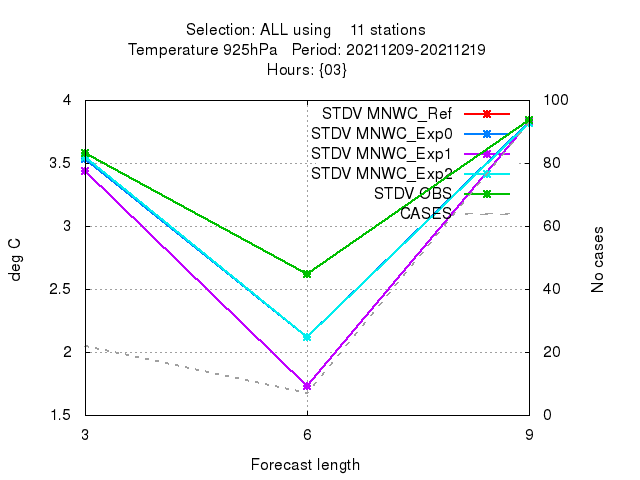 Selection: ALL using    11 stations
Temperature 925hPa   Period: 20211209-20211219
Hours: {03}
STDV MNWC_Ref
STDV MNWC_Exp0
STDV MNWC_Exp1
STDV MNWC_Exp2
STDV OBS
CASES
4
3.5
3
2.5
2
1.5
100
80
60
40
20
0
deg C
No cases
3
6
9
Forecast length